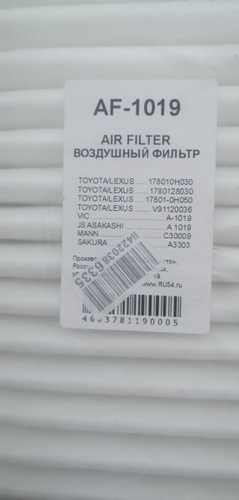 AF-1019
AIR FILTER
ВОЗДУШНЫЙ ФИЛЬТР
TOYOTA/LEXUS ..... 178010H030
TOYOTA/LEXUS ..... 1780128030
TOYOTA/LEXUS ..... 17801-0H050
TOYOTA/LEXUS ..... V91120036
VIC ..... A-1019
JS ASAKASHI ..... A 1019
MANN ..... C30009
SAKURA ..... A3303
www.RU54.ru
4603781190005